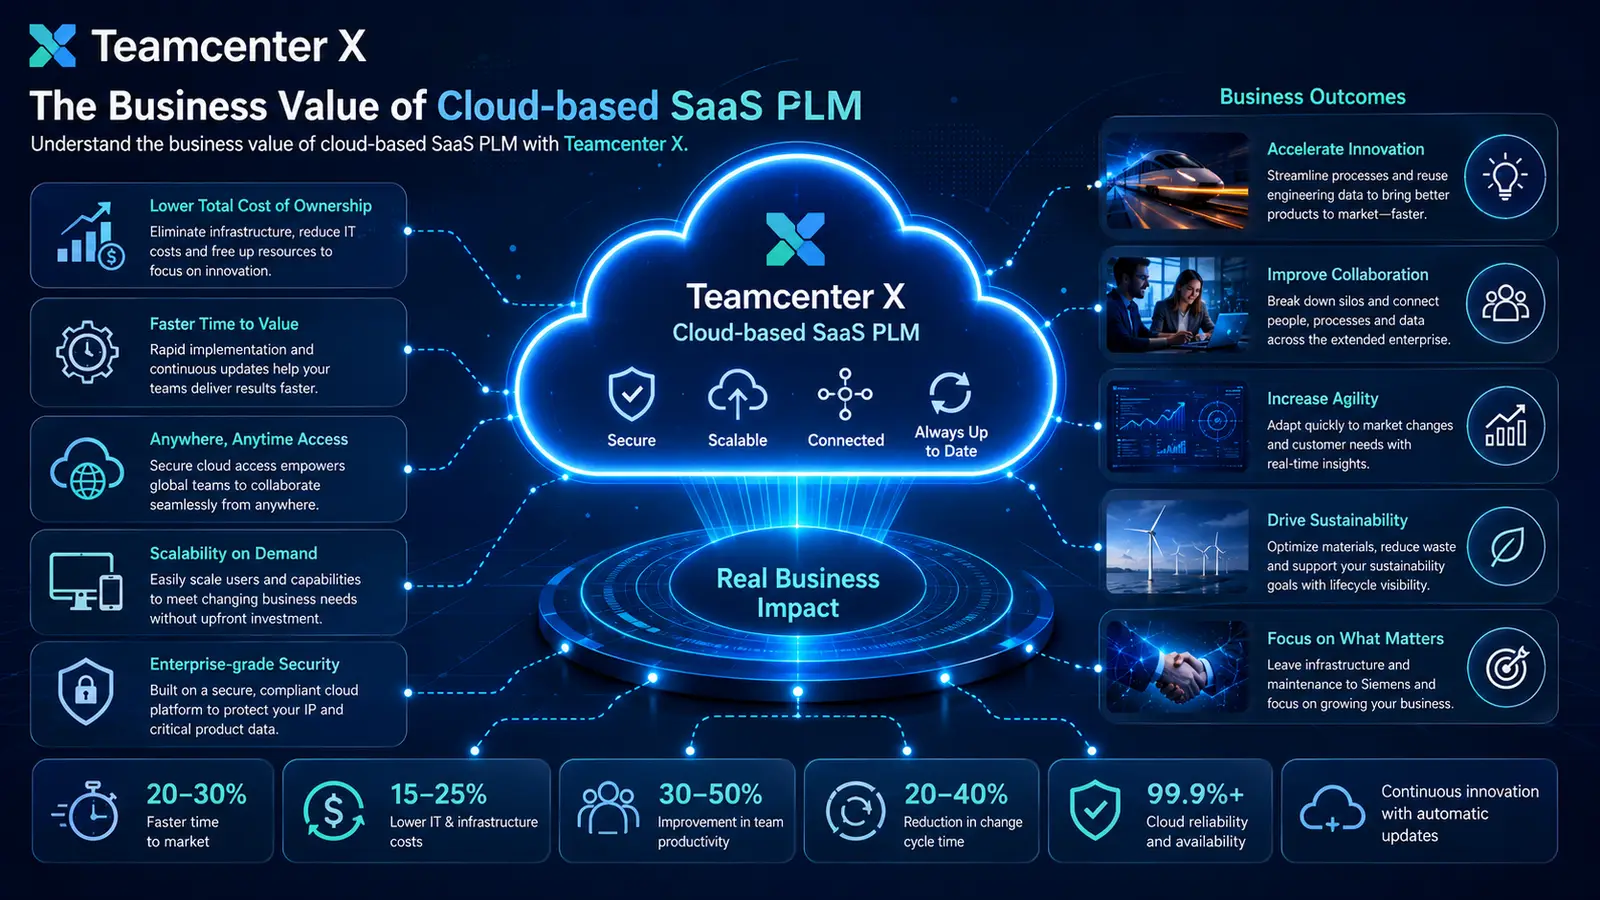 Teamcenter X
The Business Value of Cloud-based SaaS PLM
Understand the business value of cloud-based SaaS PLM with Teamcenter X.
Lower Total Cost of Ownership
Eliminate infrastructure, reduce IT
costs and free up resources to
focus on innovation.
Faster Time to Value
Rapid implementation and
continuous updates help your
teams deliver results faster.
Anywhere, Anytime Access
Secure cloud access empowers
global teams to collaborate
seamlessly from anywhere.
Scalability on Demand
Easily scale users and capabilities
to meet changing business needs
without upfront investment.
Enterprise-grade Security
Built on a secure, compliant cloud
platform to protect your IP and
critical product data.
Teamcenter X
Cloud-based SaaS PLM
Secure
Scalable
Connected
Always Up
to Date
Real Business
Impact
Business Outcomes
Accelerate Innovation
Streamline processes and reuse
engineering data to bring better
products to market—faster.
Improve Collaboration
Break down silos and connect
people, processes and data
across the extended enterprise.
Increase Agility
Adapt quickly to market changes
and customer needs with
real-time insights.
Drive Sustainability
Optimize materials, reduce waste
and support your sustainability
goals with lifecycle visibility.
Focus on What Matters
Leave infrastructure and
maintenance to Siemens and
focus on growing your business.
20–30%
Faster time
to market
15–25%
Lower IT & infrastructure
costs
30–50%
Improvement in team
productivity
20–40%
Reduction in change
cycle time
99.9%+
Cloud reliability
and availability
Continuous innovation
with automatic
updates